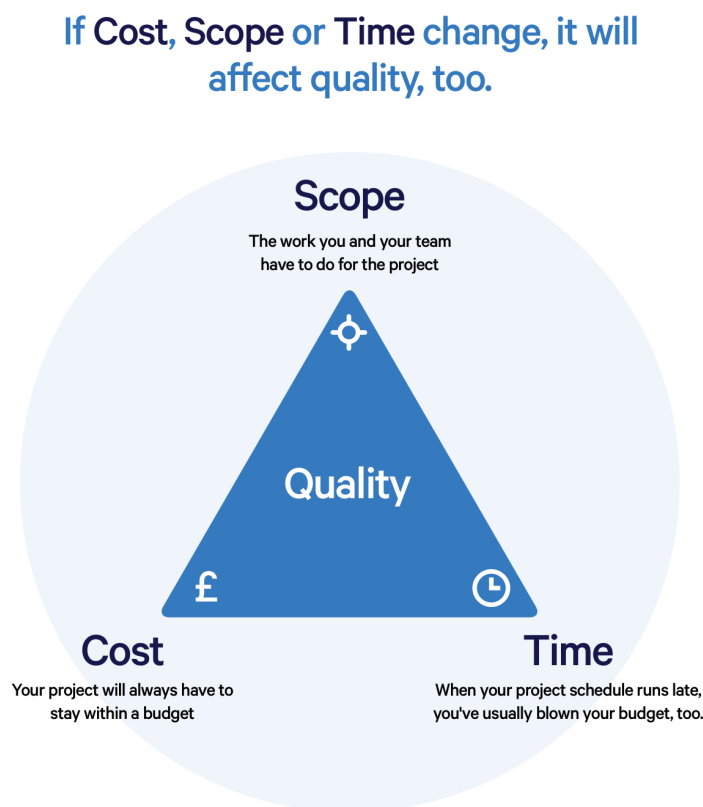 If Cost, Scope or Time change, it will
affect quality, too.
Scope
The work you and your team
have to do for the project
Quality
£
Cost
Your project will always have to
stay within a budget
Time
When your project schedule runs late,
you've usually blown your budget, too.